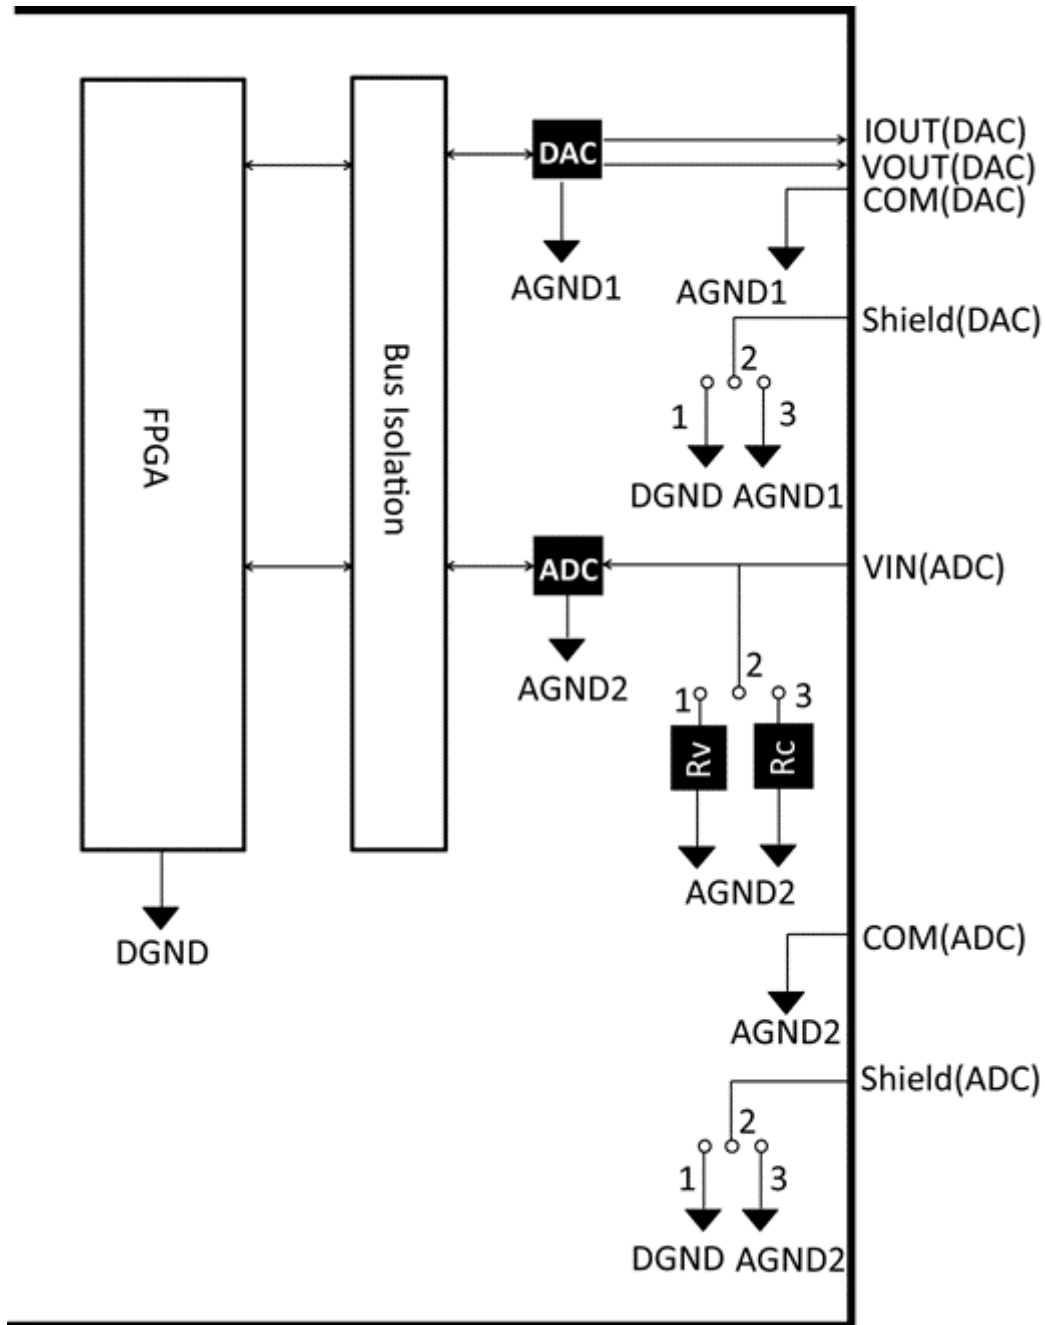 IOUT(DAC)
DAC
VOUT(DAC)
COM(DAC)
AGND1
AGND1
Shield(DAC)
2
1
3
DGND AGND1
FPGA
Bus Isolation
ADC
VIN(ADC)
AGND2
2
1
3
Rv
Rc
AGND2
DGND
COM(ADC)
AGND2
Shield(ADC)
2
1
3
DGND AGND2